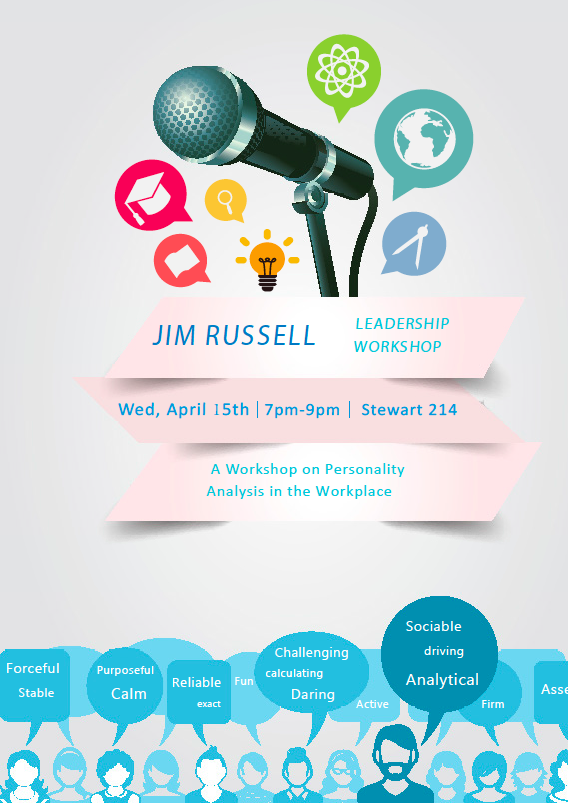 JIM RUSSELL
LEADERSHIP
WORKSHOP
Wed, April 15th | 7pm-9pm | Stewart 214
A Workshop on Personality
Analysis in the Workplace
Forceful
Stable
Purposeful
Calm
Reliable
exact
Fun
Challenging
calculating
Daring
Active
Sociable
driving
Analytical
Firm
Asse